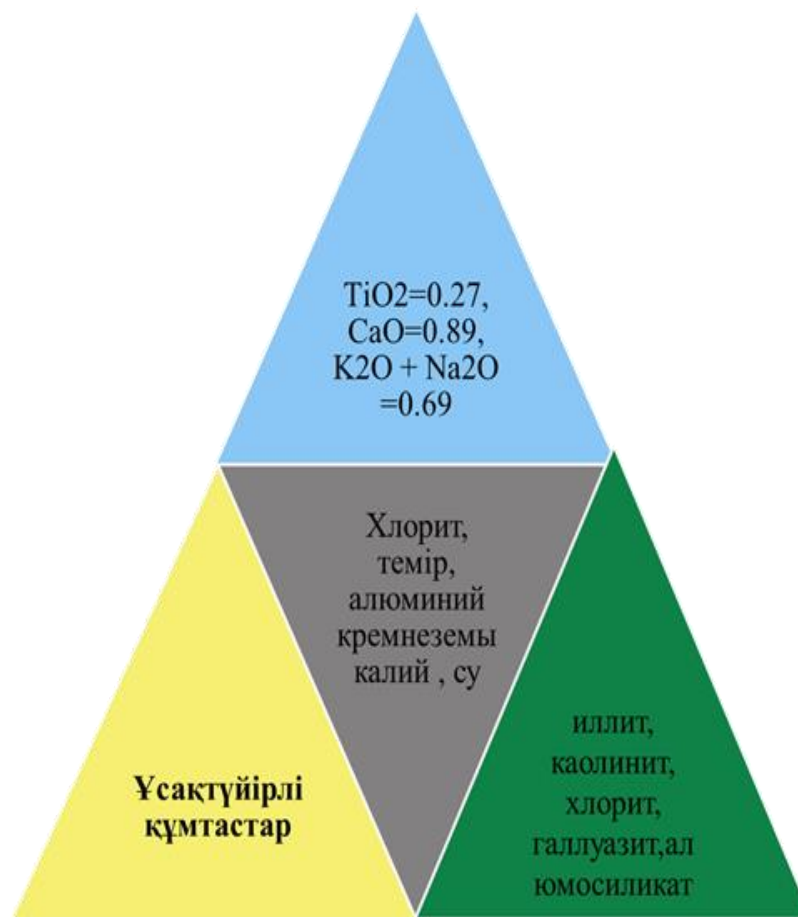 TiO2=0.27,
CaO=0.89,
K2O + Na2O
=0.69
Хлорит,
темір,
алюминий
кремнеземы
калий , су
Ұсақтүйірлі
құмтастар
иллит,
каолинит,
хлорит,
галлуазит,ал
юмосиликат